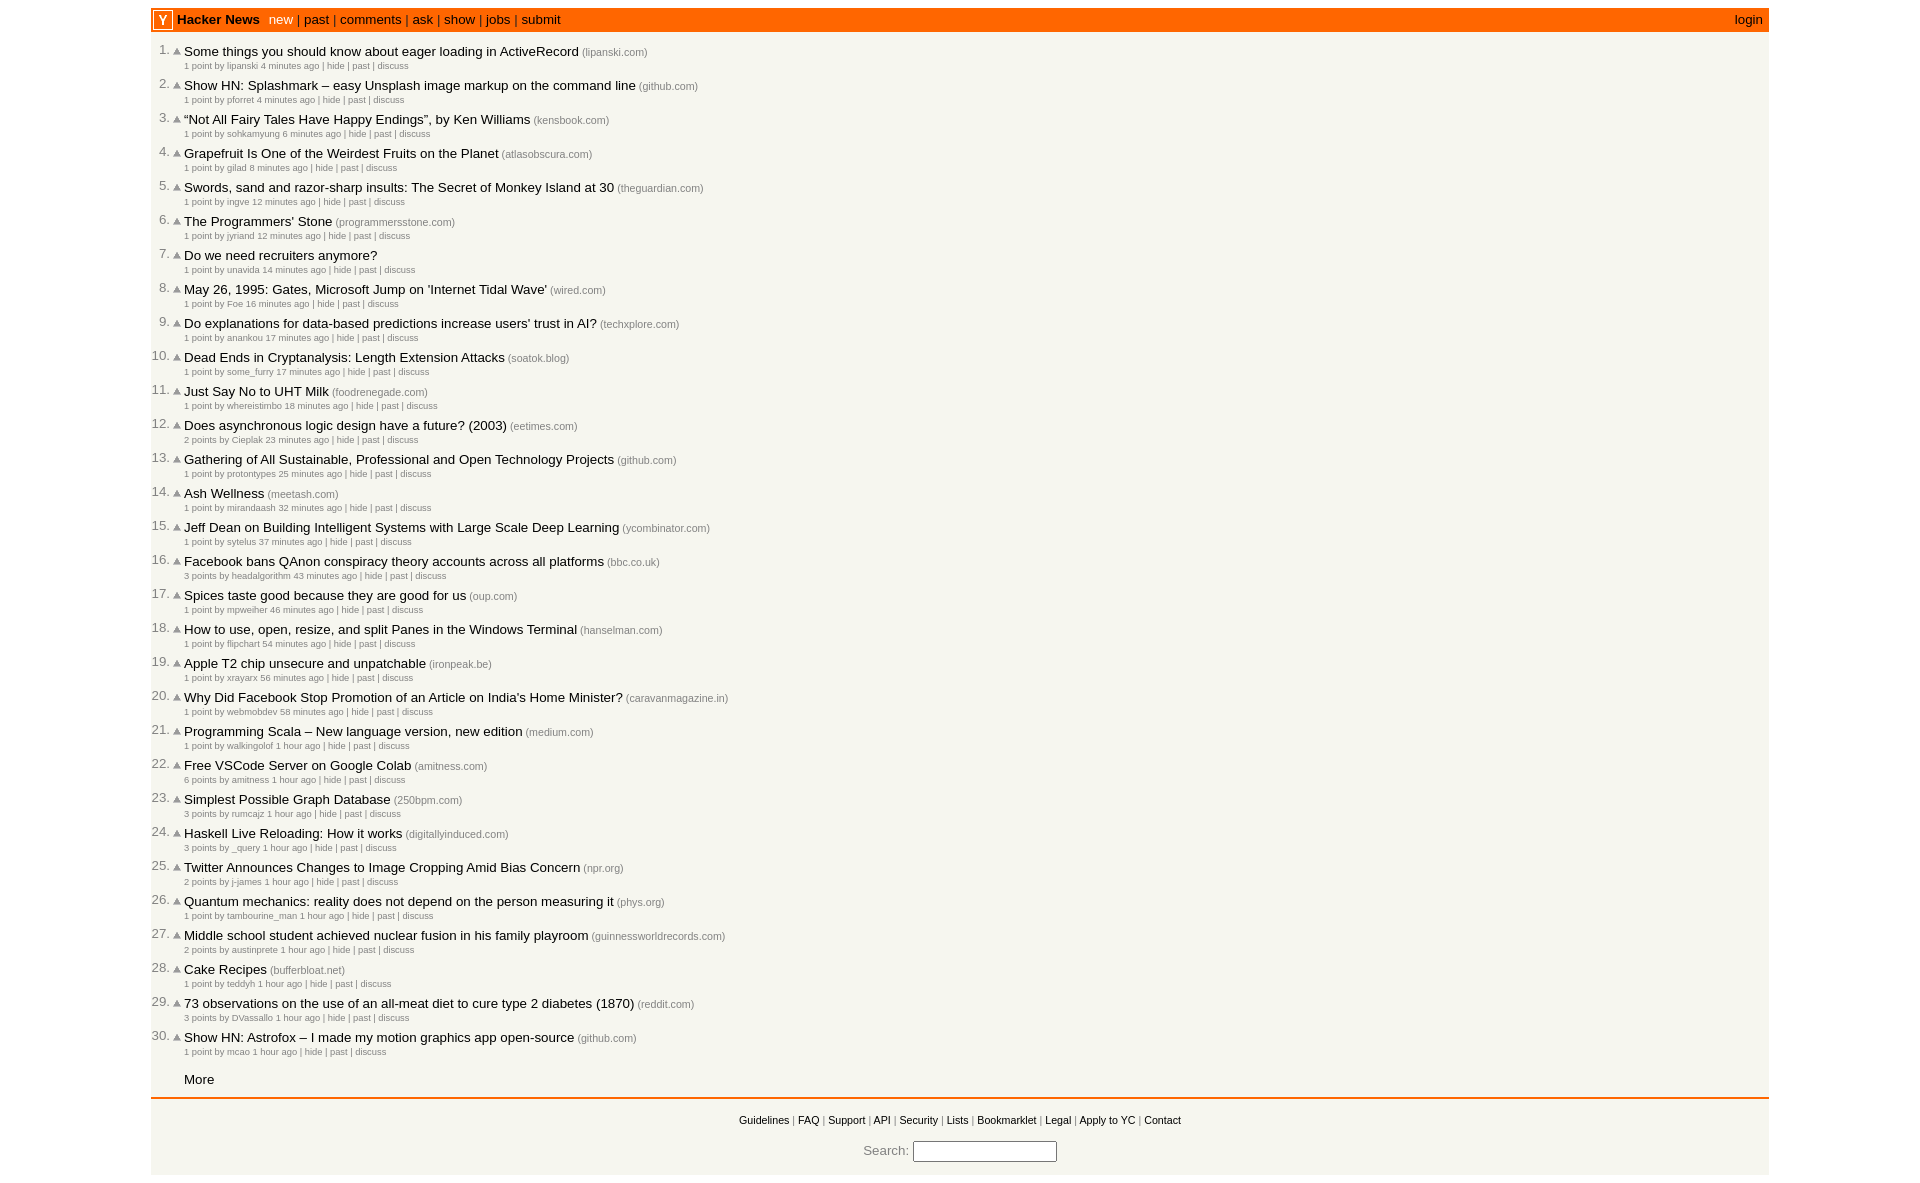 Y Hacker News new | past | comments | ask | show | jobs | submit login
1. Some things you should know about eager loading in ActiveRecord (lipanski.com)
1 point by lipanski 4 minutes ago | hide | past | discuss
2. Show HN: Splashmark – easy Unsplash image markup on the command line (github.com)
1 point by pforret 4 minutes ago | hide | past | discuss
3. “Not All Fairy Tales Have Happy Endings”, by Ken Williams (kensbook.com)
1 point by sohkamyung 6 minutes ago | hide | past | discuss
4. Grapefruit Is One of the Weirdest Fruits on the Planet (atlasobscura.com)
1 point by gilad 8 minutes ago | hide | past | discuss
5. Swords, sand and razor-sharp insults: The Secret of Monkey Island at 30 (theguardian.com)
1 point by ingve 12 minutes ago | hide | past | discuss
6. The Programmers' Stone (programmersstone.com)
1 point by jyriand 12 minutes ago | hide | past | discuss
7. Do we need recruiters anymore?
1 point by unavida 14 minutes ago | hide | past | discuss
8. May 26, 1995: Gates, Microsoft Jump on 'Internet Tidal Wave' (wired.com)
1 point by Foe 16 minutes ago | hide | past | discuss
9. Do explanations for data-based predictions increase users' trust in AI? (techxplore.com)
1 point by anankou 17 minutes ago | hide | past | discuss
10. Dead Ends in Cryptanalysis: Length Extension Attacks (soatok.blog)
1 point by some_furry 17 minutes ago | hide | past | discuss
11. Just Say No to UHT Milk (foodrenegade.com)
1 point by whereistimbo 18 minutes ago | hide | past | discuss
12. Does asynchronous logic design have a future? (2003) (eetimes.com)
2 points by Cieplak 23 minutes ago | hide | past | discuss
13. Gathering of All Sustainable, Professional and Open Technology Projects (github.com)
1 point by protontypes 25 minutes ago | hide | past | discuss
14. Ash Wellness (meetash.com)
1 point by mirandaash 32 minutes ago | hide | past | discuss
15. Jeff Dean on Building Intelligent Systems with Large Scale Deep Learning (ycombinator.com)
1 point by sytelus 37 minutes ago | hide | past | discuss
16. Facebook bans QAnon conspiracy theory accounts across all platforms (bbc.co.uk)
3 points by headalgorithm 43 minutes ago | hide | past | discuss
17. Spices taste good because they are good for us (oup.com)
1 point by mpweiher 46 minutes ago | hide | past | discuss
18. How to use, open, resize, and split Panes in the Windows Terminal (hanselman.com)
1 point by flipchart 54 minutes ago | hide | past | discuss
19. Apple T2 chip unsecure and unpatchable (ironpeak.be)
1 point by xrayarx 56 minutes ago | hide | past | discuss
20. Why Did Facebook Stop Promotion of an Article on India's Home Minister? (caravanmagazine.in)
1 point by webmobdev 58 minutes ago | hide | past | discuss
21. Programming Scala – New language version, new edition (medium.com)
1 point by walkingolof 1 hour ago | hide | past | discuss
22. Free VSCode Server on Google Colab (amitness.com)
6 points by amitness 1 hour ago | hide | past | discuss
23. Simplest Possible Graph Database (250bpm.com)
3 points by rumcajz 1 hour ago | hide | past | discuss
24. Haskell Live Reloading: How it works (digitallyinduced.com)
3 points by _query 1 hour ago | hide | past | discuss
25. Twitter Announces Changes to Image Cropping Amid Bias Concern (npr.org)
2 points by j-james 1 hour ago | hide | past | discuss
26. Quantum mechanics: reality does not depend on the person measuring it (phys.org)
1 point by tambourine_man 1 hour ago | hide | past | discuss
27. Middle school student achieved nuclear fusion in his family playroom (guinnessworldrecords.com)
2 points by austinprete 1 hour ago | hide | past | discuss
28. Cake Recipes (bufferbloat.net)
1 point by teddyh 1 hour ago | hide | past | discuss
29. 73 observations on the use of an all-meat diet to cure type 2 diabetes (1870) (reddit.com)
3 points by DVassallo 1 hour ago | hide | past | discuss
30. Show HN: Astrofox – I made my motion graphics app open-source (github.com)
1 point by mcao 1 hour ago | hide | past | discuss
More
Guidelines | FAQ | Support | API | Security | Lists | Bookmarklet | Legal | Apply to YC | Contact
Search: